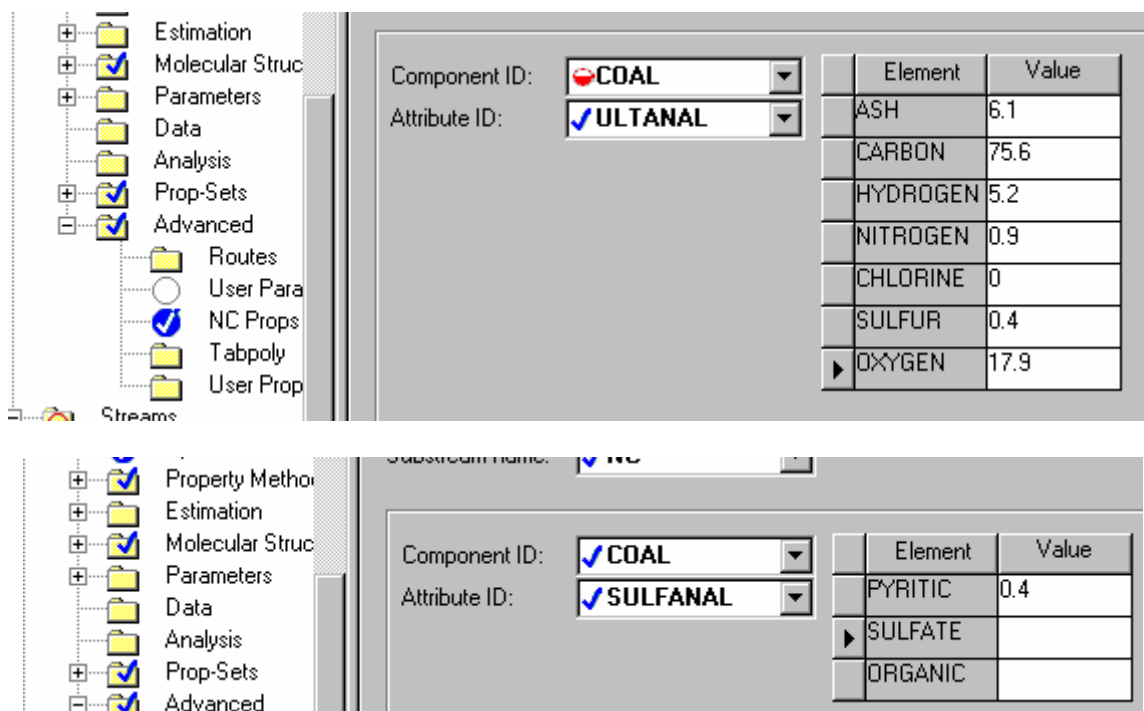 Estimation
Molecular Struc
Parameters
Data
Analysis
Prop-Sets
Advanced
Routes
User Para
NC Props
Tabpoly
User Prop
Streams
Component ID: COAL
Attribute ID: ULTANAL
Element Value
ASH 6.1
CARBON 75.6
HYDROGEN 5.2
NITROGEN 0.9
CHLORINE 0
SULFUR 0.4
OXYGEN 17.9
Property Metho
Estimation
Molecular Struc
Parameters
Data
Analysis
Prop-Sets
Advanced
Substream name: NC
Component ID: COAL
Attribute ID: SULFANAL
Element Value
PYRITIC 0.4
SULFATE
ORGANIC